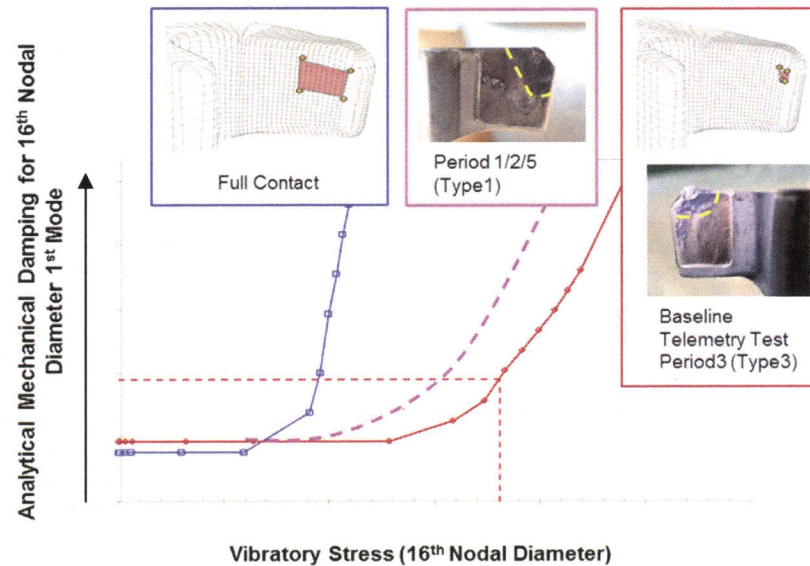 Analytical Mechanical Damping for 16th Nodal
Diameter 1st Mode
Full Contact
Period 1/2/5
(Type1)
Baseline
Telemetry Test
Period3 (Type3)
Vibratory Stress (16th Nodal Diameter)